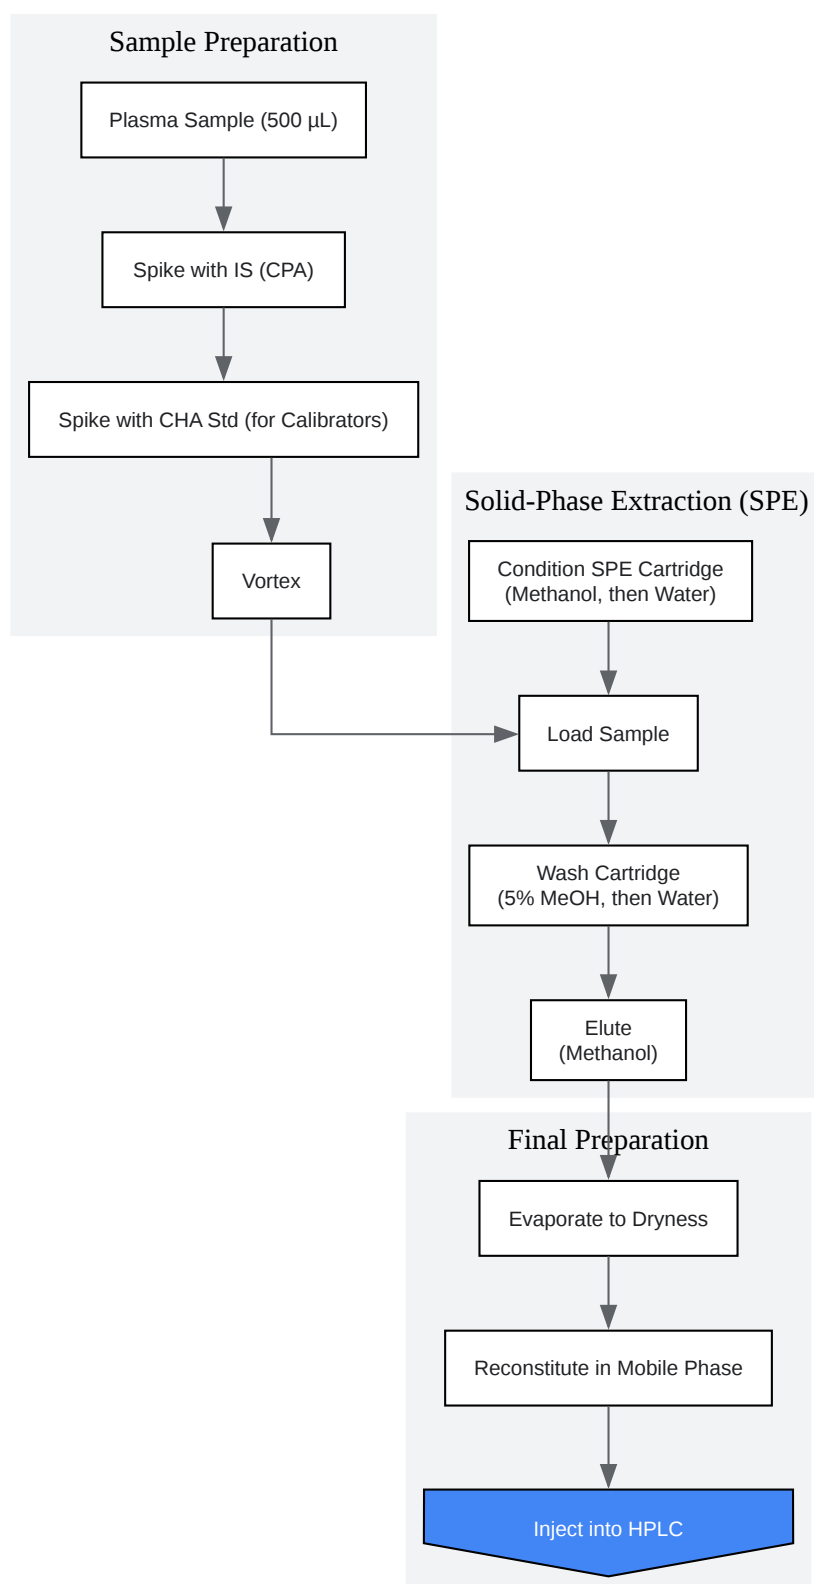 Sample Preparation
Plasma Sample (500 µL)
Spike with IS (CPA)
Spike with CHA Std (for Calibrators)
Vortex
Solid-Phase Extraction (SPE)
Condition SPE Cartridge
(Methanol, then Water)
Load Sample
Wash Cartridge
(5% MeOH, then Water)
Elute
(Methanol)
Final Preparation
Evaporate to Dryness
Reconstitute in Mobile Phase
Inject into HPLC